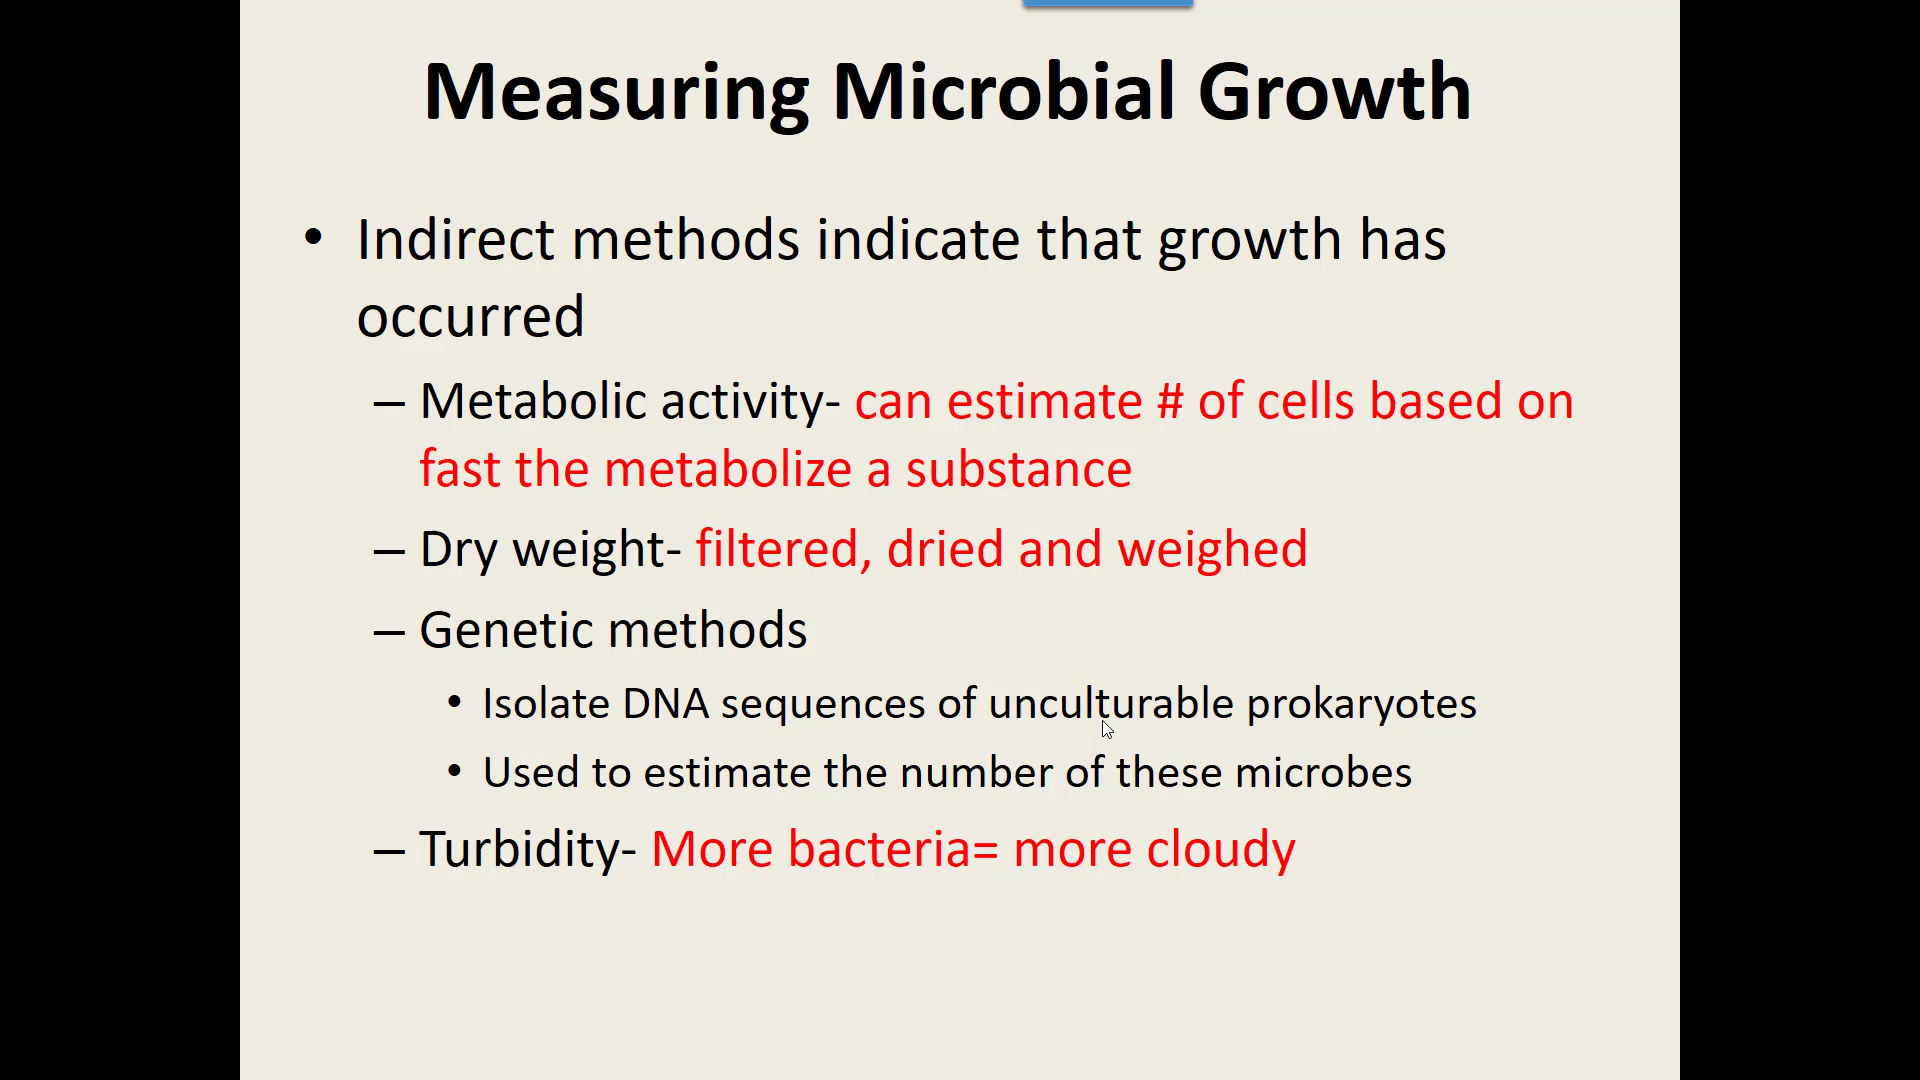 Measuring Microbial Growth
• Indirect methods indicate that growth has
occurred
– Metabolic activity- can estimate # of cells based on
fast the metabolize a substance
– Dry weight- filtered, dried and weighed
– Genetic methods
• Isolate DNA sequences of unculturable prokaryotes
• Used to estimate the number of these microbes
– Turbidity- More bacteria= more cloudy